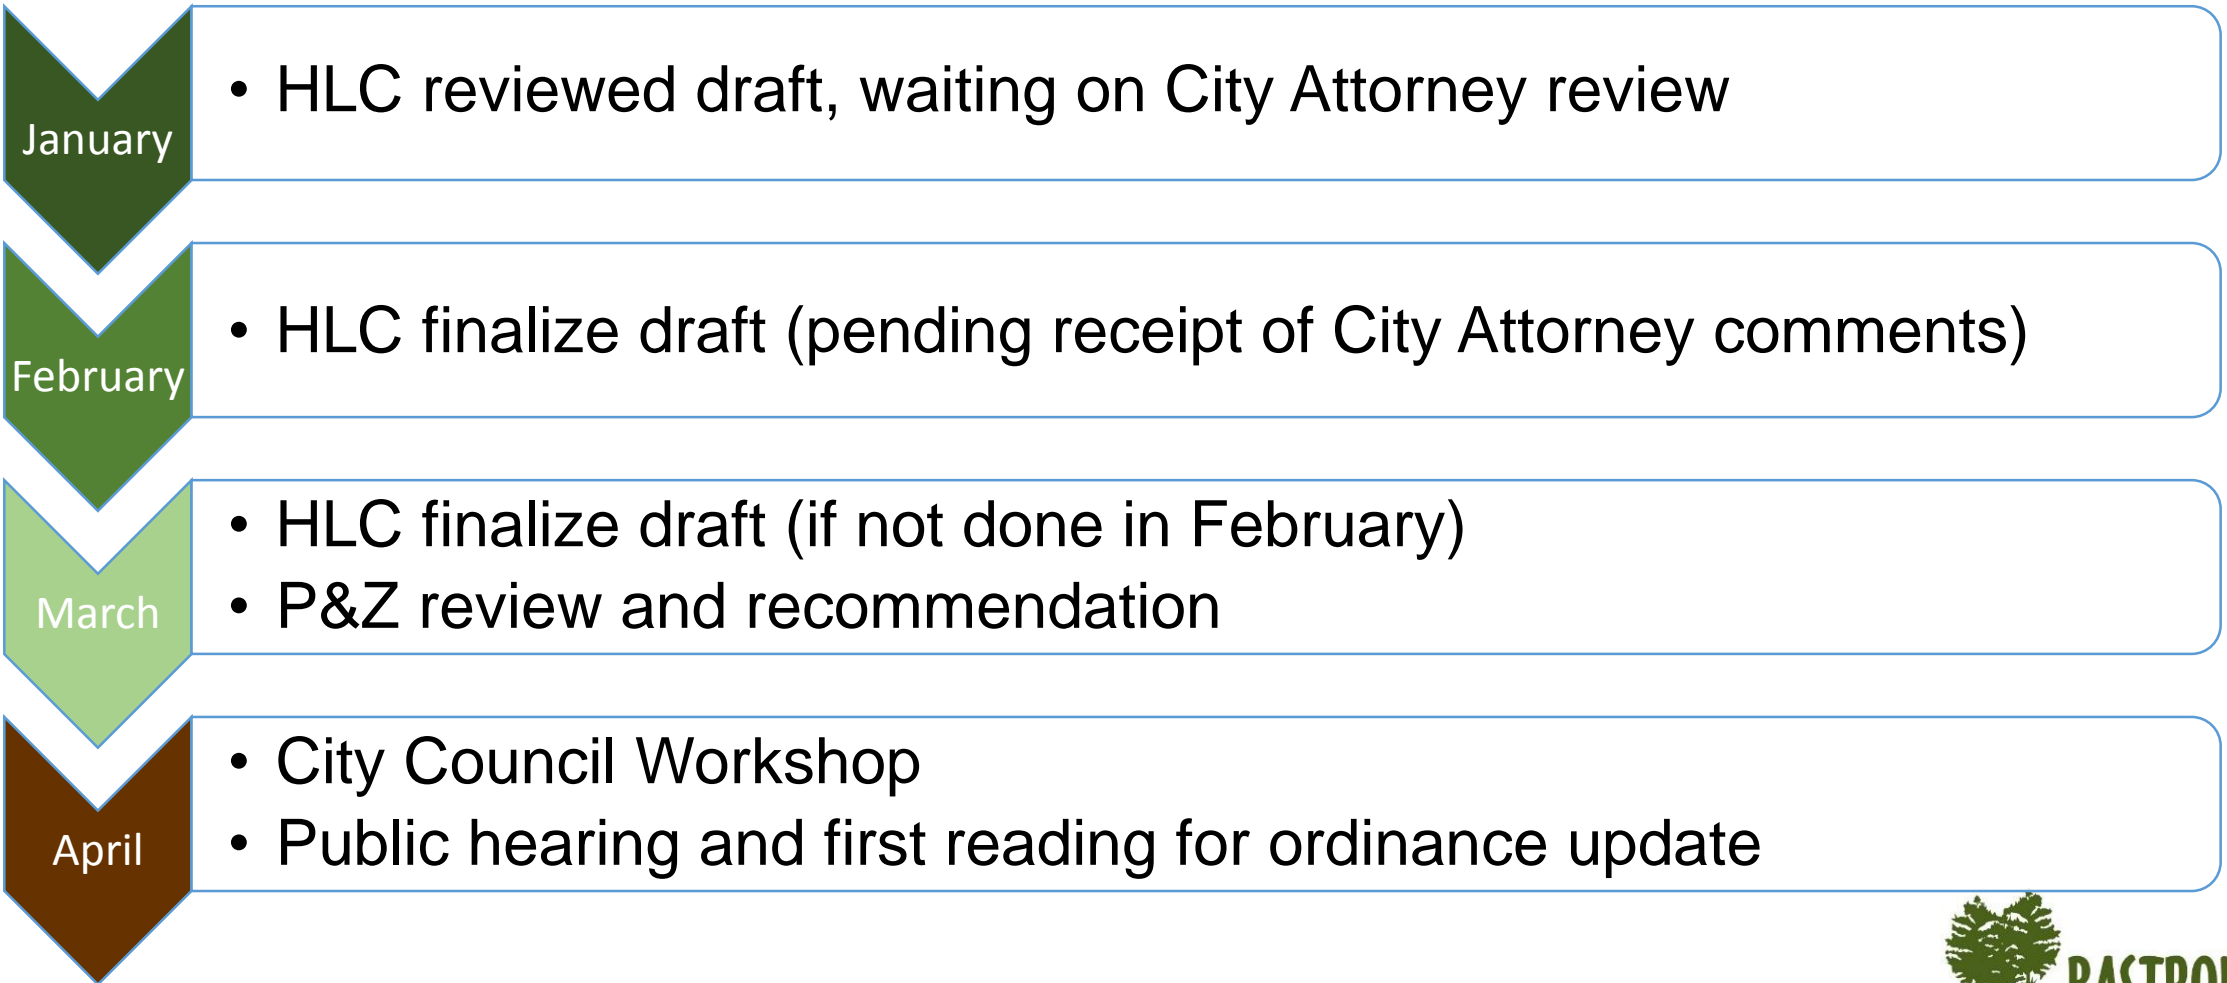 January
• HLC reviewed draft, waiting on City Attorney review
February
• HLC finalize draft (pending receipt of City Attorney comments)
March
• HLC finalize draft (if not done in February)
• P&Z review and recommendation
April
• City Council Workshop
• Public hearing and first reading for ordinance update